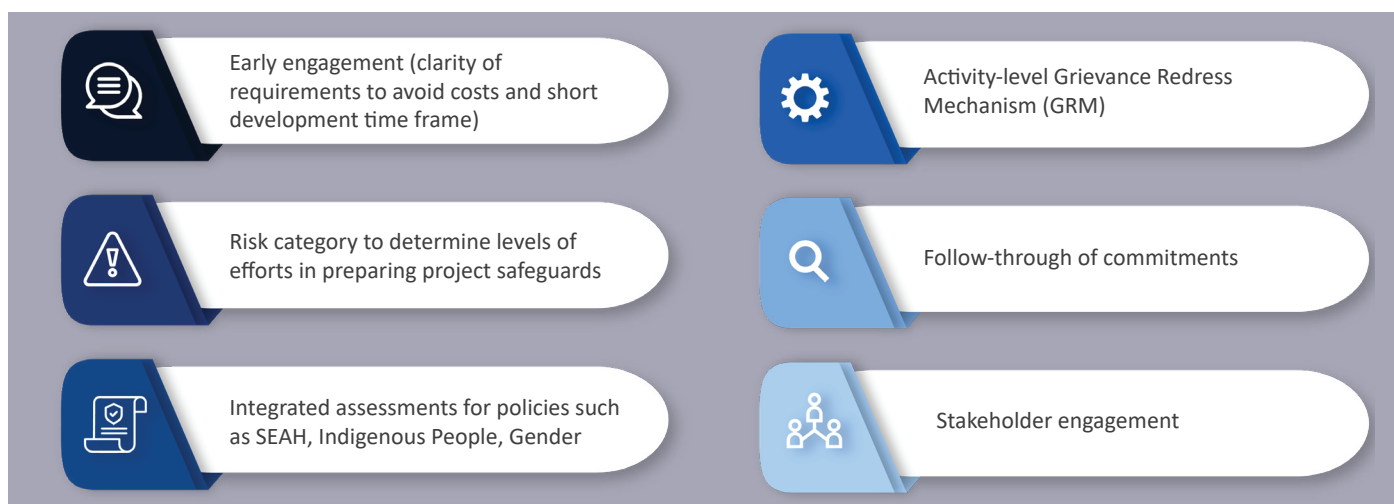 Early engagement (clarity of
requirements to avoid costs and short
development time frame)
Risk category to determine levels of
efforts in preparing project safeguards
Integrated assessments for policies such
as SEAH, Indigenous People, Gender
Activity-level Grievance Redress
Mechanism (GRM)
Follow-through of commitments
Stakeholder engagement